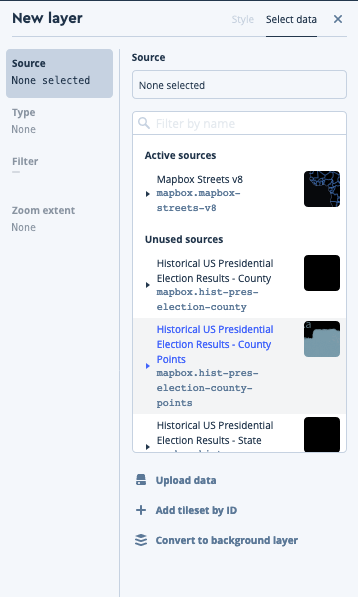 New layer
Style
Select data
Source
None selected
Type
None
Filter
—
Zoom extent
None
Source
None selected
Filter by name
Active sources
Mapbox Streets v8
mapbox.mapbox-
streets-v8
Unused sources
Historical US Presidential
Election Results - County
mapbox.hist-pres-
election-county
Historical US Presidential
Election Results - County
Points
mapbox.hist-pres-
election-county-
points
Historical US Presidential
Election Results - State
Upload data
Add tileset by ID
Convert to background layer